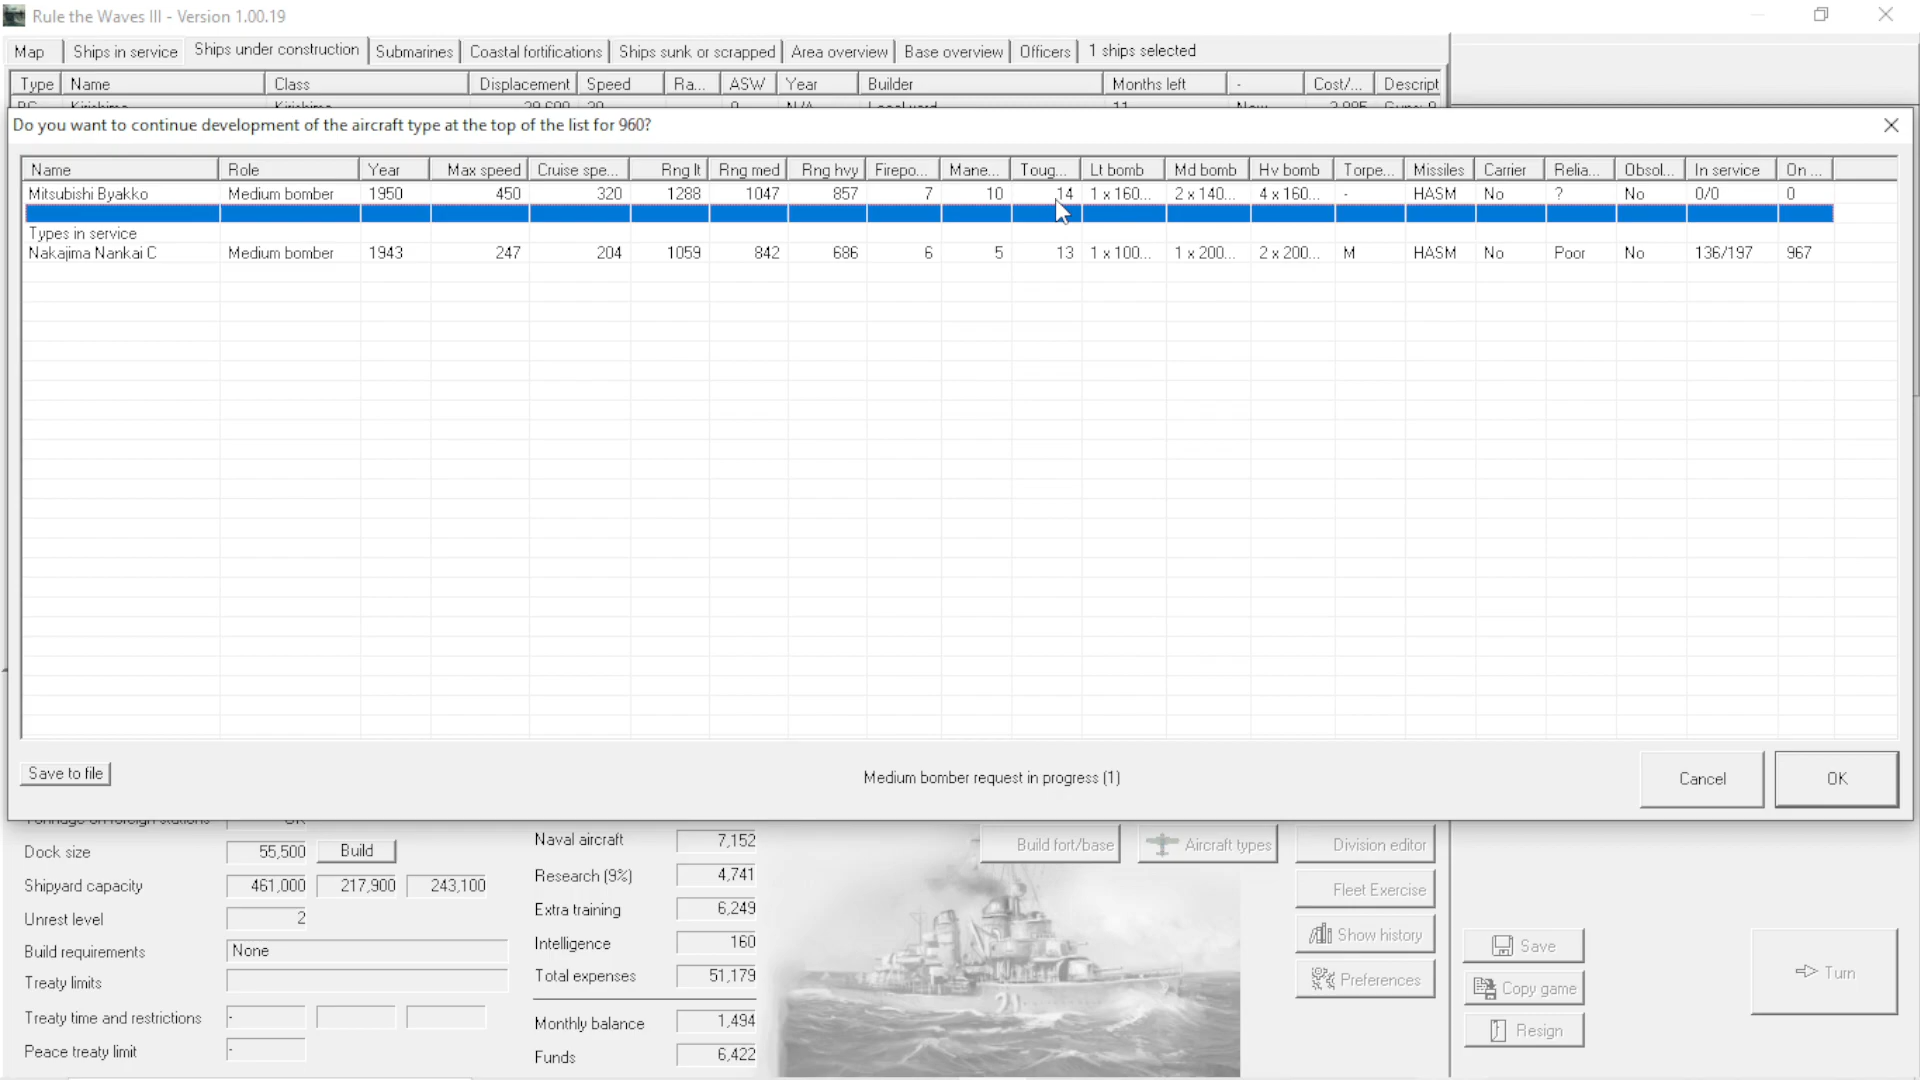 Rule the Waves III - Version 1.00.19
Map Ships in service Ships under construction Submarines Coastal fortifications Ships sunk or scrapped Area overview Base overview Officers 1 ships selected
Type Name Class Displacement Speed Ra... ASW Year Builder Months left - Cost/... Descript
Do you want to continue development of the aircraft type at the top of the list for 960?
Name Role Year Max speed Cruise spe... Rng lt Rng med Rng hvy Firepo... Mane... Toug... Lt bomb Md bomb Hv bomb Torpe... Missiles Carrier Relia... Obsol... In service On ...
Mitsubishi Byakko Medium bomber 1950 450 320 1288 1047 857 7 10 14 1 x 160... 2 x 140... 4 x 160... - HASM No ? No 0/0 0
Types in service
Nakajima Nankai C Medium bomber 1943 247 204 1059 842 686 6 5 13 1 x 100... 1 x 200... 2 x 200... M HASM No Poor No 136/197 967
Save to file Medium bomber request in progress (1) Cancel OK
Dock size 55,500 Build
Shipyard capacity 461,000 217,900 243,100
Unrest level 2
Build requirements None
Treaty limits
Treaty time and restrictions -
Peace treaty limit -
Naval aircraft 7,152
Research (9%) 4,741
Extra training 6,249
Intelligence 160
Total expenses 51,179
Monthly balance 1,494
Funds 6,422
Build fort/base Aircraft types Division editor
Fleet Exercise
Show history
Preferences
Save
Copy game
Resign
Turn